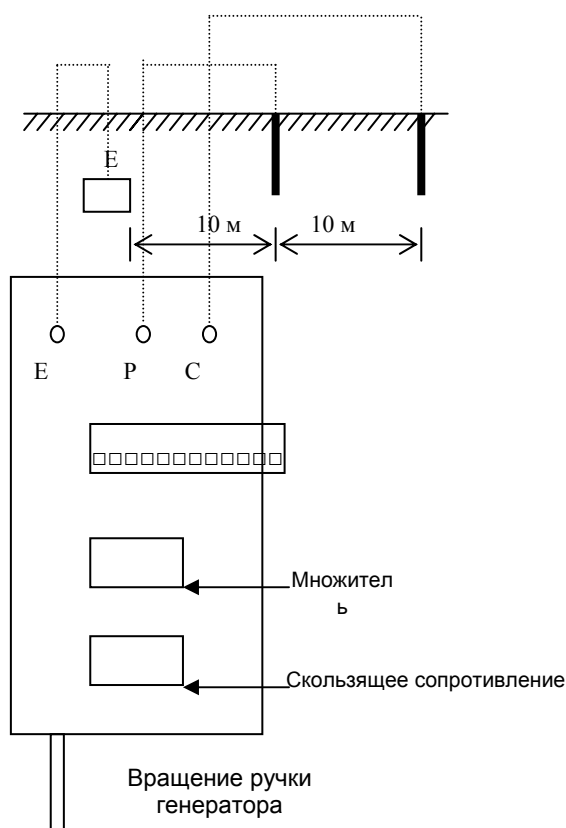 E
10 м 10 м
E P C
□□□□□□□□□□□□
Множител
ь
Скользящее сопротивление
Вращение ручки
генератора